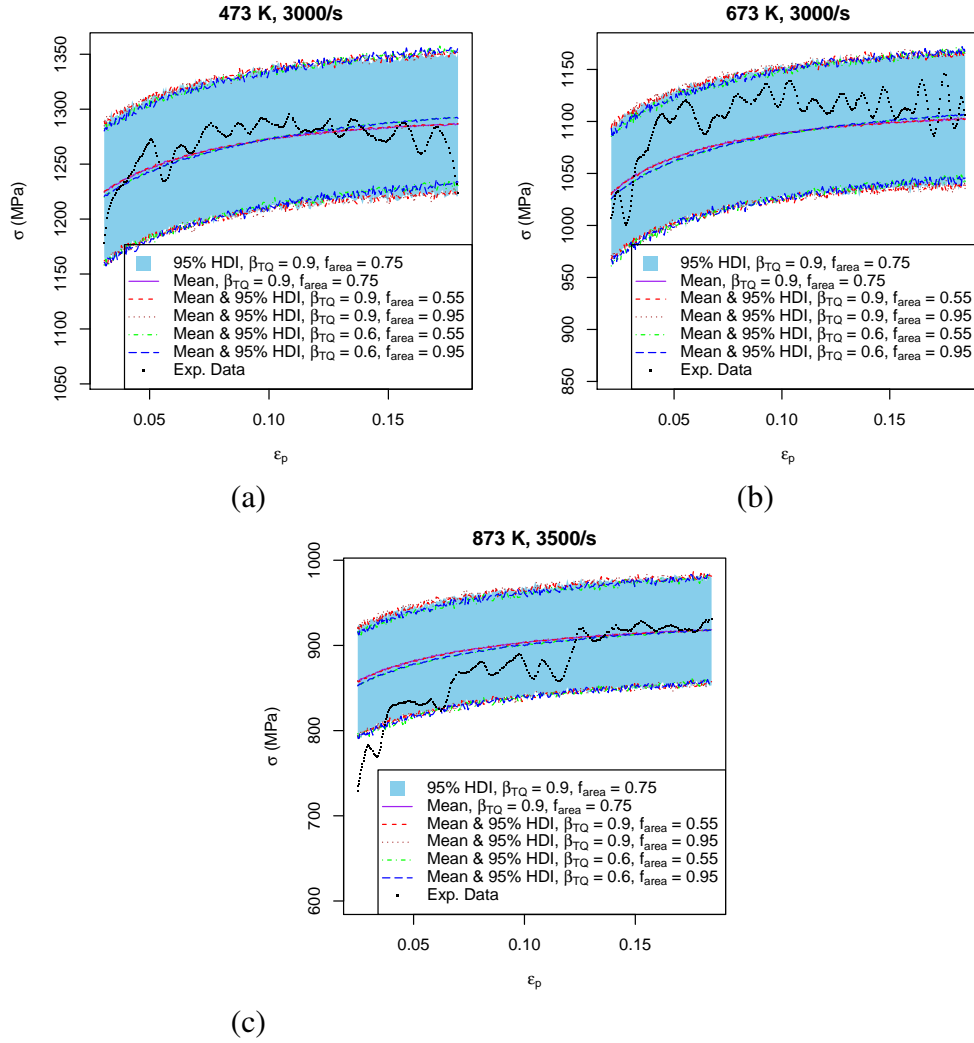 473 K, 3000/s
σ (MPa)
1350
1300
1250
1200
1150
1100
1050
95% HDI, β_TQ = 0.9, f_area = 0.75
Mean, β_TQ = 0.9, f_area = 0.75
Mean & 95% HDI, β_TQ = 0.9, f_area = 0.55
Mean & 95% HDI, β_TQ = 0.9, f_area = 0.95
Mean & 95% HDI, β_TQ = 0.6, f_area = 0.55
Mean & 95% HDI, β_TQ = 0.6, f_area = 0.95
Exp. Data
0.05 0.10 0.15
ε_p
(a)
673 K, 3000/s
σ (MPa)
1150
1100
1050
1000
950
900
850
95% HDI, β_TQ = 0.9, f_area = 0.75
Mean, β_TQ = 0.9, f_area = 0.75
Mean & 95% HDI, β_TQ = 0.9, f_area = 0.55
Mean & 95% HDI, β_TQ = 0.9, f_area = 0.95
Mean & 95% HDI, β_TQ = 0.6, f_area = 0.55
Mean & 95% HDI, β_TQ = 0.6, f_area = 0.95
Exp. Data
0.05 0.10 0.15
ε_p
(b)
873 K, 3500/s
σ (MPa)
1000
900
800
700
600
95% HDI, β_TQ = 0.9, f_area = 0.75
Mean, β_TQ = 0.9, f_area = 0.75
Mean & 95% HDI, β_TQ = 0.9, f_area = 0.55
Mean & 95% HDI, β_TQ = 0.9, f_area = 0.95
Mean & 95% HDI, β_TQ = 0.6, f_area = 0.55
Mean & 95% HDI, β_TQ = 0.6, f_area = 0.95
Exp. Data
0.05 0.10 0.15
ε_p
(c)